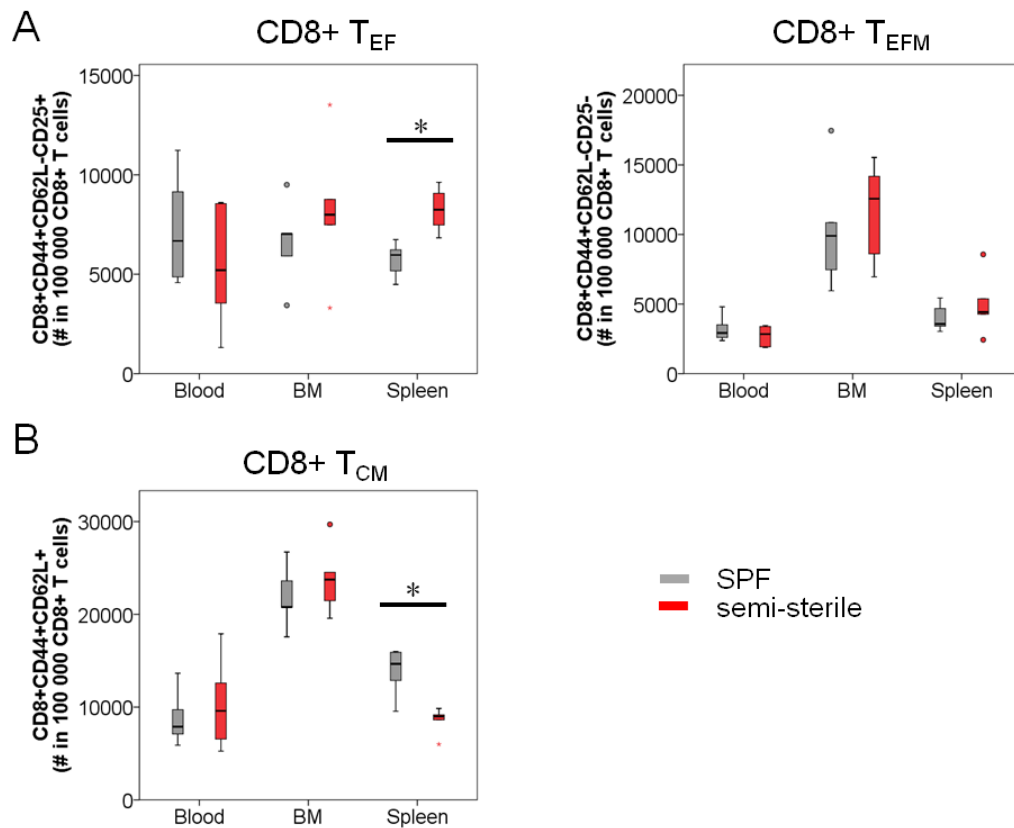 A
CD8+ TEF
CD8+CD44+CD62L-CD25+
(# in 100 000 CD8+ T cells)
15000
10000
5000
0
*
*
*
Blood
BM
Spleen
CD8+ TEFM
CD8+CD44+CD62L-CD25-
(# in 100 000 CD8+ T cells)
20000
15000
10000
5000
0
Blood
BM
Spleen
B
CD8+ TCM
CD8+CD44+CD62L+
(# in 100 000 CD8+ T cells)
30000
20000
10000
0
*
*
Blood
BM
Spleen
SPF
semi-sterile